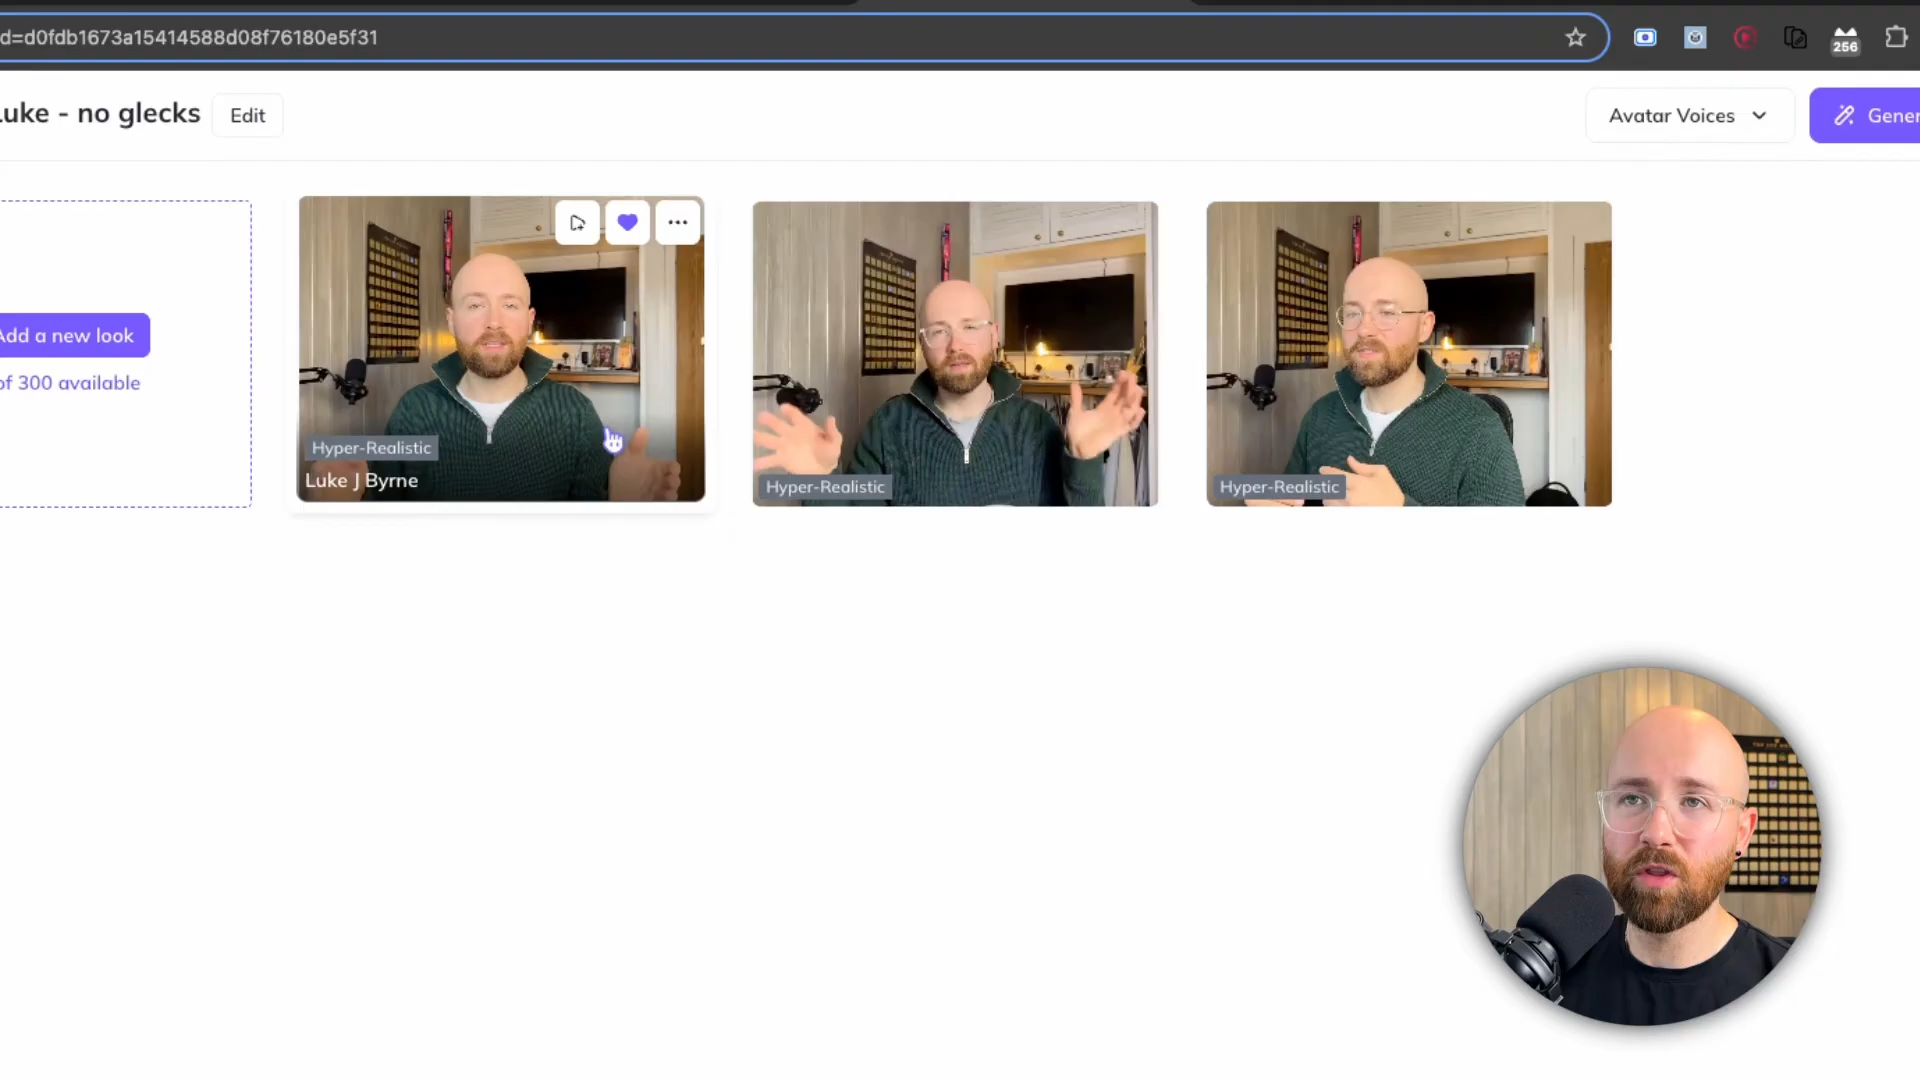 d=d0fdb1673a15414588d08f76180e5f31
256
Luke - no glecks
Edit
Avatar Voices
Gener
Add a new look
of 300 available
Hyper-Realistic
Luke J Byrne
Hyper-Realistic
Hyper-Realistic